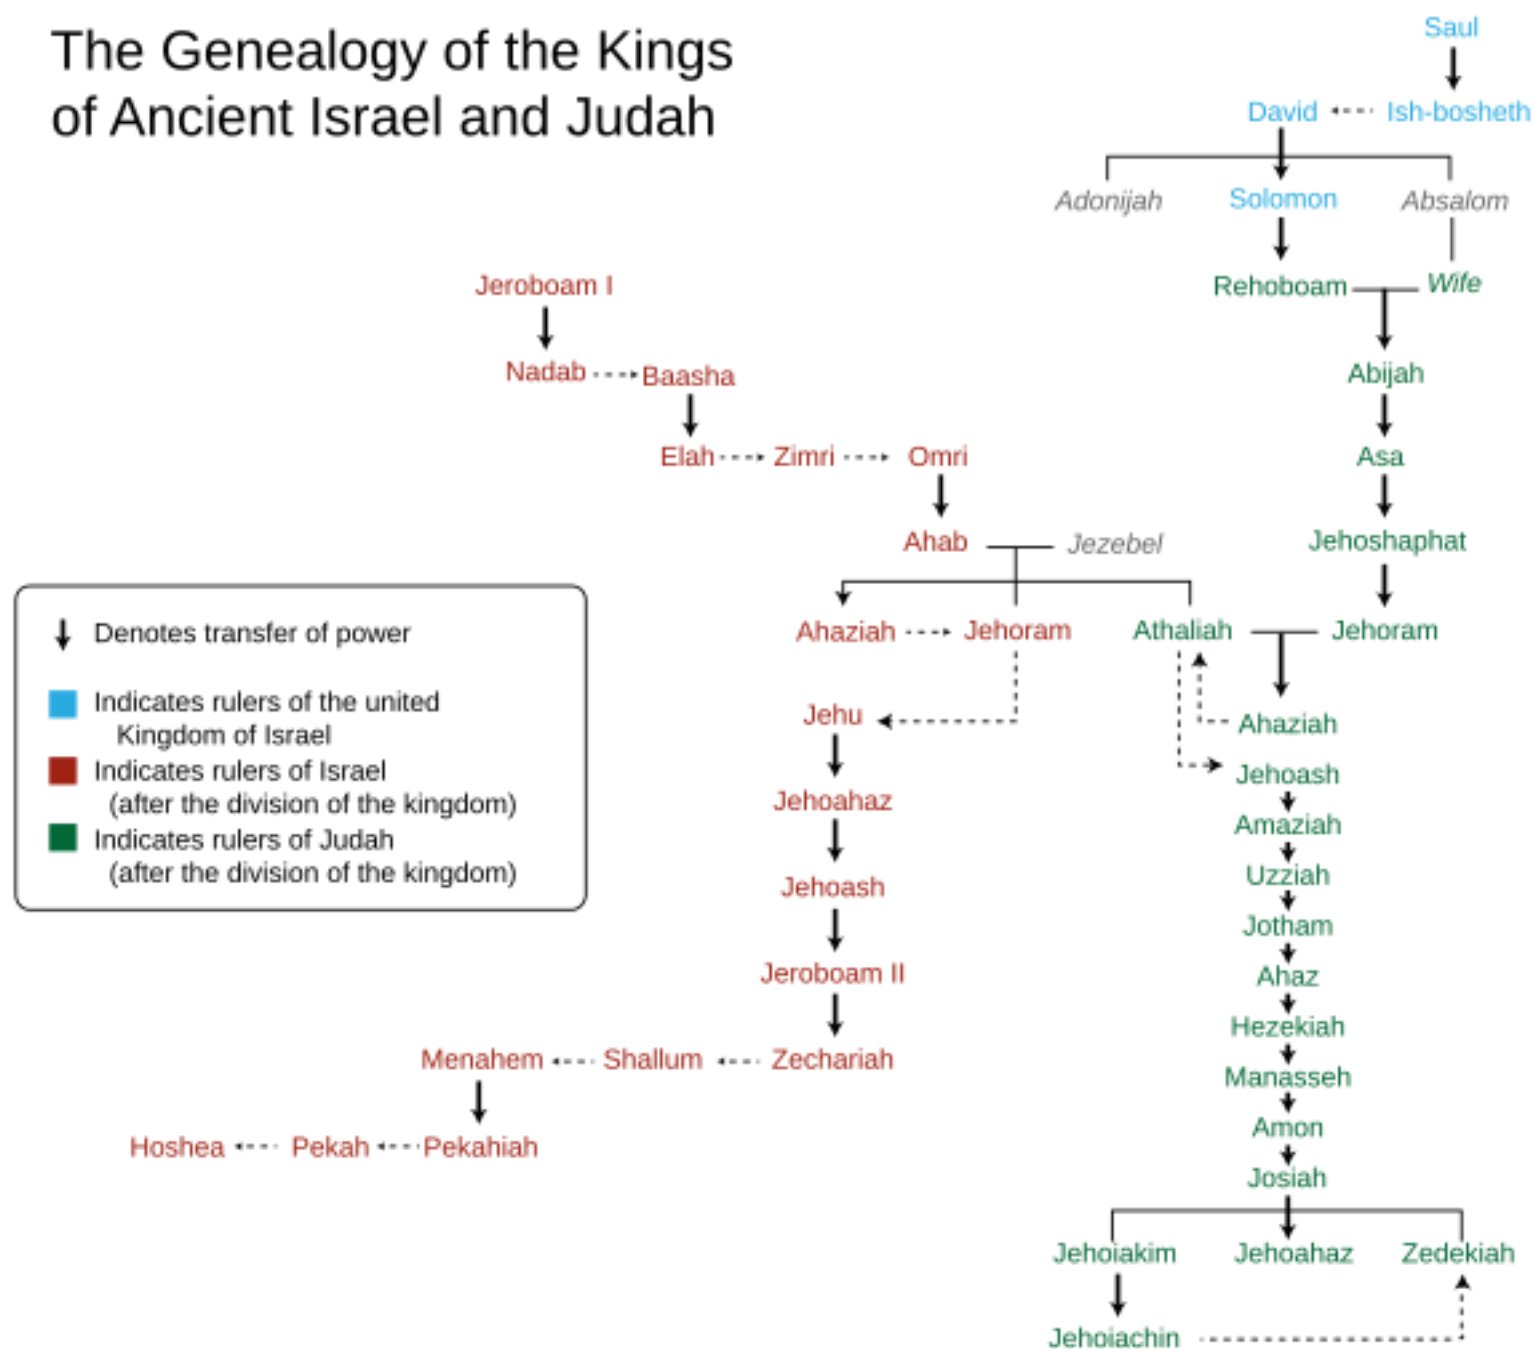 The Genealogy of the Kings
of Ancient Israel and Judah
Saul
David
Ish-bosheth
Adonijah
Solomon
Absalom
Jeroboam I
Rehoboam
Wife
Nadab
Baasha
Abijah
Elah
Zimri
Omri
Asa
Ahab
Jezebel
Jehoshaphat
Ahaziah
Jehoram
Athaliah
Jehoram
Jehu
Ahaziah
Jehoash
Jehoahaz
Amaziah
Jehoash
Uzziah
Jotham
Jeroboam II
Ahaz
Hezekiah
Menahem
Shallum
Zechariah
Manasseh
Hoshea
Pekah
Pekahiah
Amon
Josiah
Jehoiakim
Jehoahaz
Zedekiah
Jehoiachin
Denotes transfer of power
Indicates rulers of the united
Kingdom of Israel
Indicates rulers of Israel
(after the division of the kingdom)
Indicates rulers of Judah
(after the division of the kingdom)